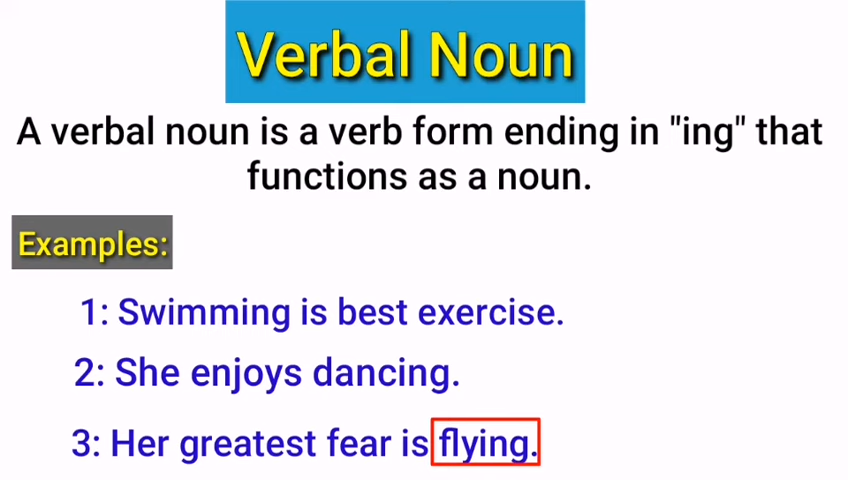 Verbal Noun
A verbal noun is a verb form ending in "ing" that
functions as a noun.
Examples:
1: Swimming is best exercise.
2: She enjoys dancing.
3: Her greatest fear is flying.